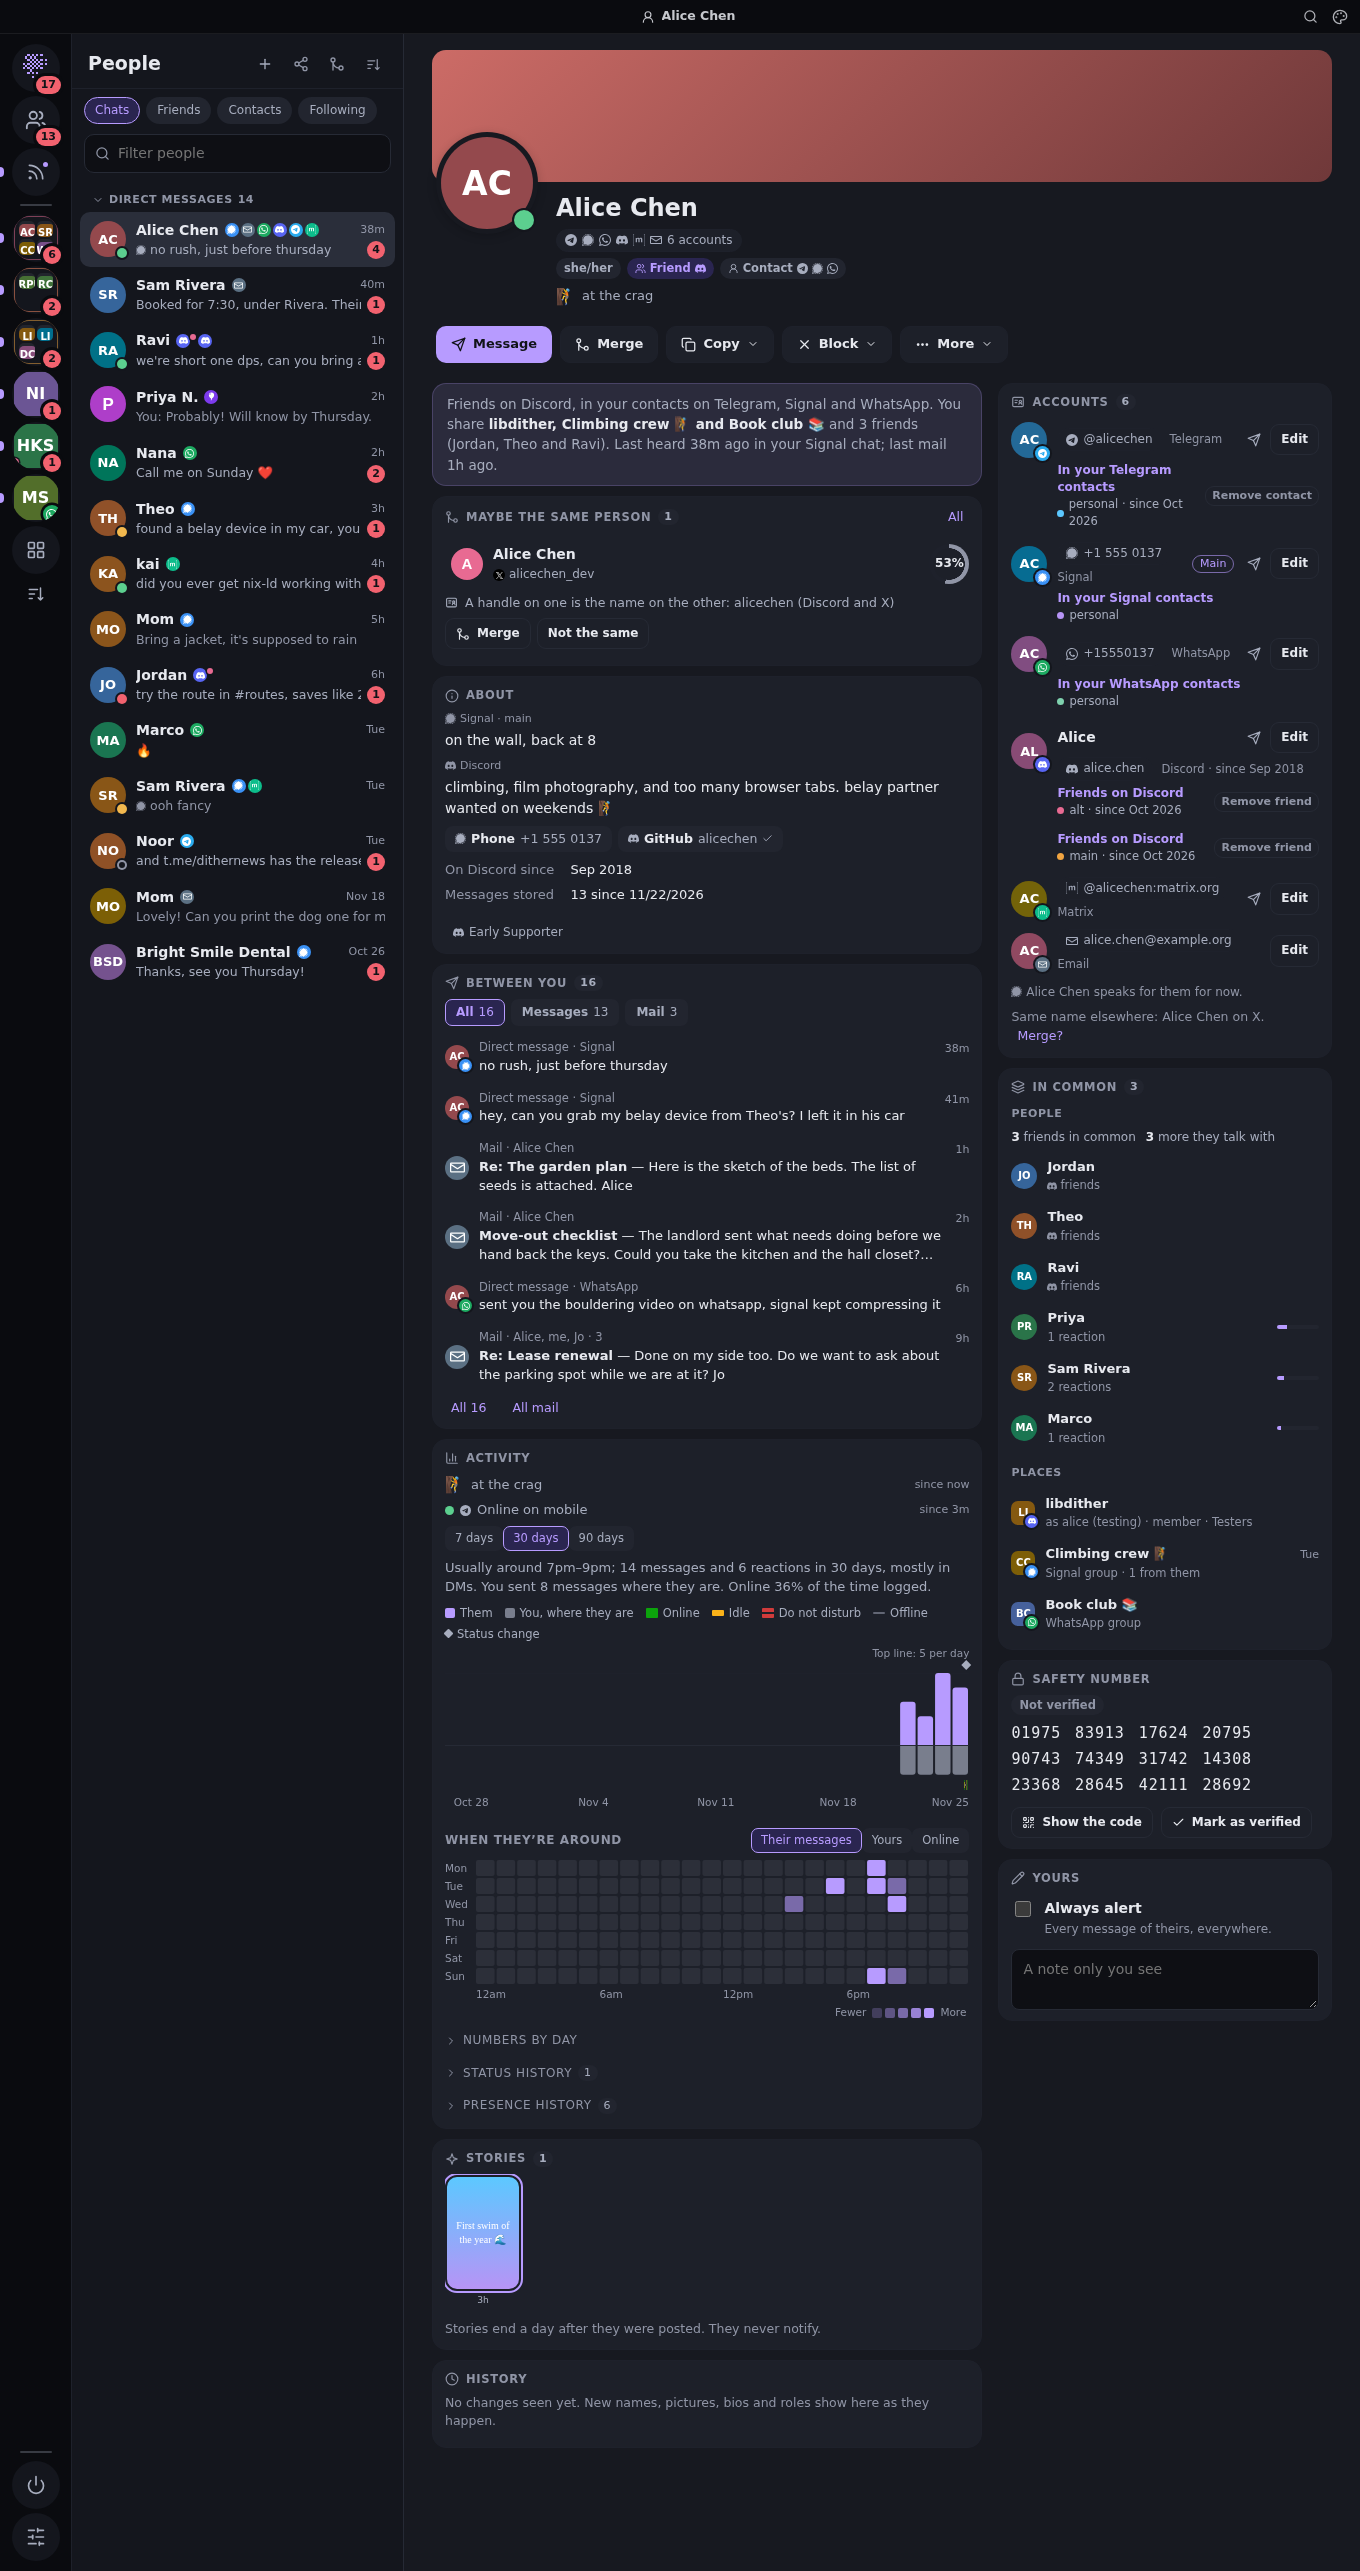 Alice Chen
17
13
6
2
2
NI
1
HKS
1
MS
People
Chats
Friends
Contacts
Following
Filter people
DIRECT MESSAGES 14
AC
Alice Chen
38m
no rush, just before thursday
4
SR
Sam Rivera
40m
Booked for 7:30, under Rivera. Their
1
RA
Ravi
1h
we're short one dps, can you bring a
1
P
Priya N.
2h
You: Probably! Will know by Thursday.
NA
Nana
2h
Call me on Sunday ❤️
2
TH
Theo
3h
found a belay device in my car, you
1
KA
kai
4h
did you ever get nix-ld working with
1
MO
Mom
5h
Bring a jacket, it's supposed to rain
JO
Jordan
6h
try the route in #routes, saves like 2
1
MA
Marco
Tue
🔥
SR
Sam Rivera
Tue
ooh fancy
NO
Noor
Tue
and t.me/dithernews has the release
1
MO
Mom
Nov 18
Lovely! Can you print the dog one for m
BSD
Bright Smile Dental
Oct 26
Thanks, see you Thursday!
1
AC
Alice Chen
6 accounts
she/her
Friend
Contact
🧗 at the crag
Message
Merge
Copy
Block
More
Friends on Discord, in your contacts on Telegram, Signal and WhatsApp. You
share libdither, Climbing crew 🧗 and Book club 📚 and 3 friends
(Jordan, Theo and Ravi). Last heard 38m ago in your Signal chat; last mail
1h ago.
MAYBE THE SAME PERSON 1
All
A
Alice Chen
alicechen_dev
53%
A handle on one is the name on the other: alicechen (Discord and X)
Merge
Not the same
ABOUT
Signal · main
on the wall, back at 8
Discord
climbing, film photography, and too many browser tabs. belay partner
wanted on weekends 🧗
Phone +1 555 0137
GitHub alicechen ✓
On Discord since Sep 2018
Messages stored 13 since 11/22/2026
Early Supporter
BETWEEN YOU 16
All 16
Messages 13
Mail 3
Direct message · Signal
38m
no rush, just before thursday
Direct message · Signal
41m
hey, can you grab my belay device from Theo's? I left it in his car
Mail · Alice Chen
1h
Re: The garden plan — Here is the sketch of the beds. The list of
seeds is attached. Alice
Mail · Alice Chen
2h
Move-out checklist — The landlord sent what needs doing before we
hand back the keys. Could you take the kitchen and the hall closet?…
Direct message · WhatsApp
6h
sent you the bouldering video on whatsapp, signal kept compressing it
Mail · Alice, me, Jo · 3
9h
Re: Lease renewal — Done on my side too. Do we want to ask about
the parking spot while we are at it? Jo
All 16
All mail
ACTIVITY
🧗 at the crag
since now
Online on mobile
since 3m
7 days
30 days
90 days
Usually around 7pm–9pm; 14 messages and 6 reactions in 30 days, mostly in
DMs. You sent 8 messages where they are. Online 36% of the time logged.
Them
You, where they are
Online
Idle
Do not disturb
Offline
Status change
Top line: 5 per day
Oct 28
Nov 4
Nov 11
Nov 18
Nov 25
WHEN THEY'RE AROUND
Their messages
Yours
Online
Mon
Tue
Wed
Thu
Fri
Sat
Sun
12am
6am
12pm
6pm
Fewer
More
NUMBERS BY DAY
STATUS HISTORY 1
PRESENCE HISTORY 6
STORIES 1
First swim of
the year 🌊
3h
Stories end a day after they were posted. They never notify.
HISTORY
No changes seen yet. New names, pictures, bios and roles show here as they
happen.
ACCOUNTS 6
AC
@alicechen
Telegram
Edit
In your Telegram
contacts
personal · since Oct
2026
Remove contact
AC
+1 555 0137
Signal
Main
Edit
In your Signal contacts
personal
AC
+15550137
WhatsApp
Edit
In your WhatsApp contacts
personal
AL
Alice
Edit
alice.chen
Discord · since Sep 2018
Friends on Discord
alt · since Oct 2026
Remove friend
Friends on Discord
main · since Oct 2026
Remove friend
AC
@alicechen:matrix.org
Matrix
Edit
AC
alice.chen@example.org
Email
Edit
Alice Chen speaks for them for now.
Same name elsewhere: Alice Chen on X.
Merge?
IN COMMON 3
PEOPLE
3 friends in common 3 more they talk with
JO
Jordan
friends
TH
Theo
friends
RA
Ravi
friends
PR
Priya
1 reaction
SR
Sam Rivera
2 reactions
MA
Marco
1 reaction
PLACES
libdither
as alice (testing) · member · Testers
Climbing crew 🧗
Tue
Signal group · 1 from them
Book club 📚
WhatsApp group
SAFETY NUMBER
Not verified
01975 83913 17624 20795
90743 74349 31742 14308
23368 28645 42111 28692
Show the code
Mark as verified
YOURS
Always alert
Every message of theirs, everywhere.
A note only you see